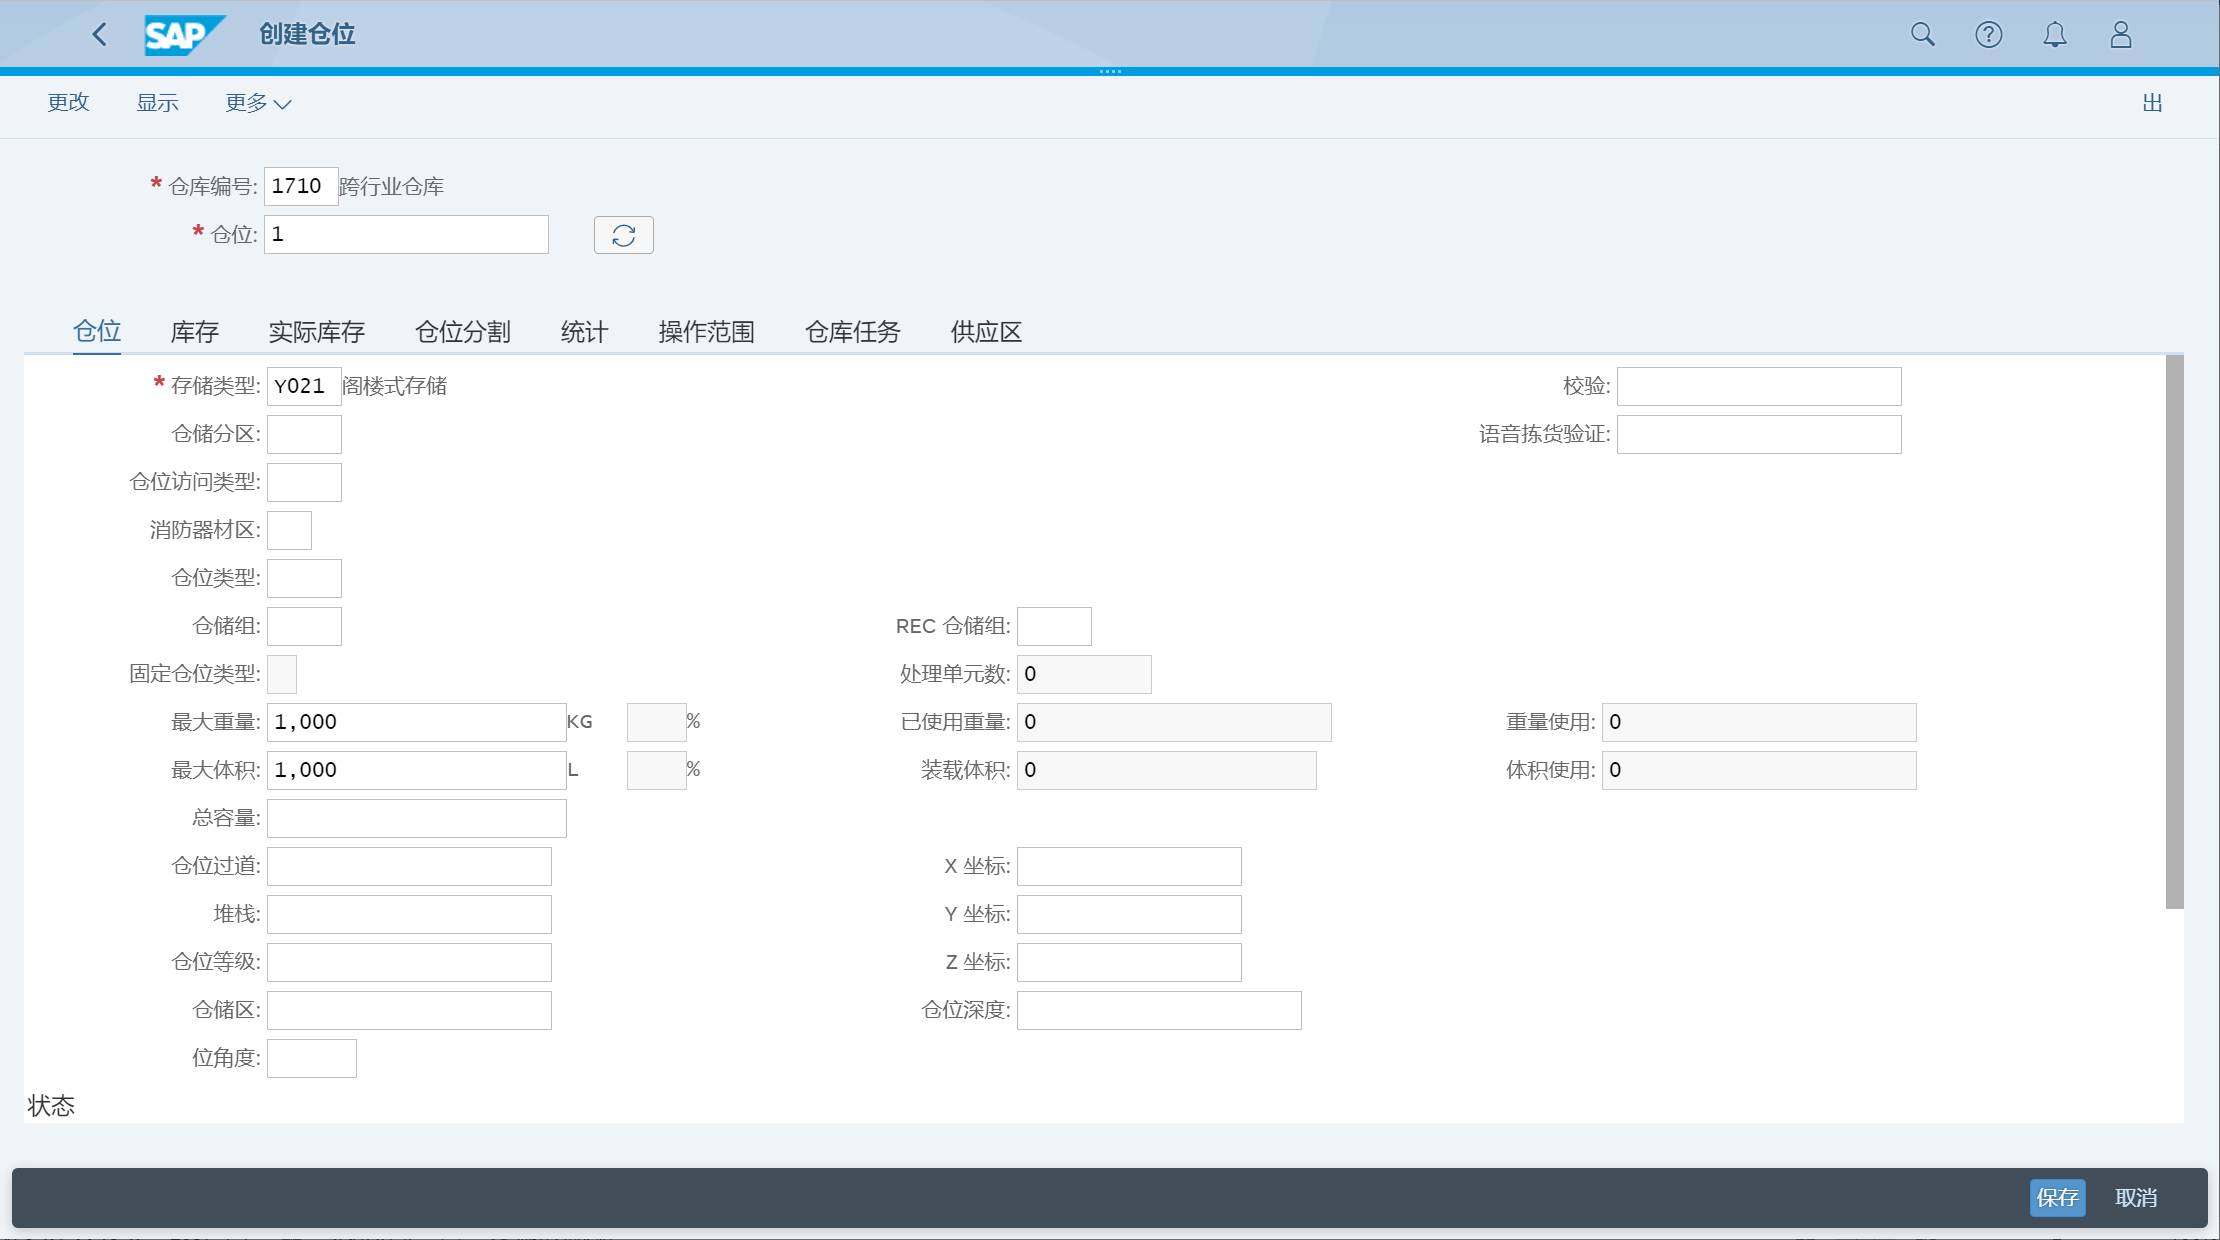 SAP 创建仓位
更改 显示 更多 出
* 仓库编号: 1710 跨行业仓库
* 仓位: 1
仓位 库存 实际库存 仓位分割 统计 操作范围 仓库任务 供应区
* 存储类型: Y021 阁楼式存储 校验:
仓储分区: 语音拣货验证:
仓位访问类型:
消防器材区:
仓位类型:
仓储组: REC 仓储组:
固定仓位类型: 处理单元数: 0
最大重量: 1,000 KG % 已使用重量: 0 重量使用: 0
最大体积: 1,000 L % 装载体积: 0 体积使用: 0
总容量:
仓位过道: X 坐标:
堆栈: Y 坐标:
仓位等级: Z 坐标:
仓储区: 仓位深度:
位角度:
状态
保存 取消